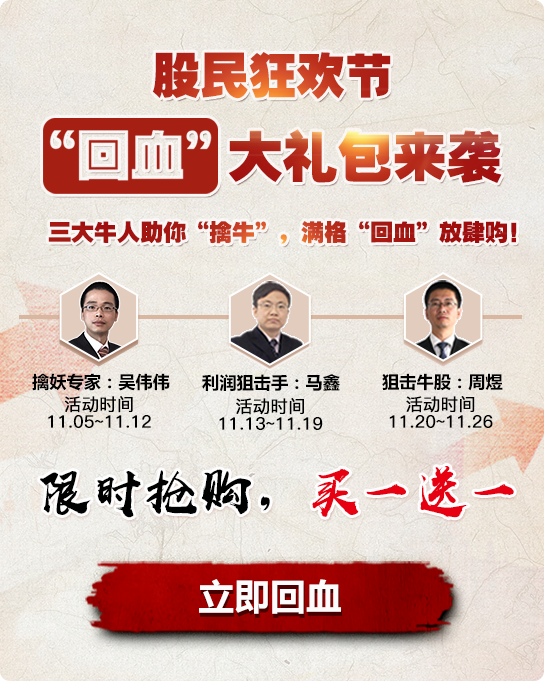 股民狂欢节
“回血”大礼包来袭
三大牛人助你“擒牛”，满格“回血”放肆购！
擒妖专家：吴伟伟
活动时间
11.05~11.12
利润狙击手：马鑫
活动时间
11.13~11.19
狙击牛股：周煜
活动时间
11.20~11.26
限时抢购，买一送一
立即回血